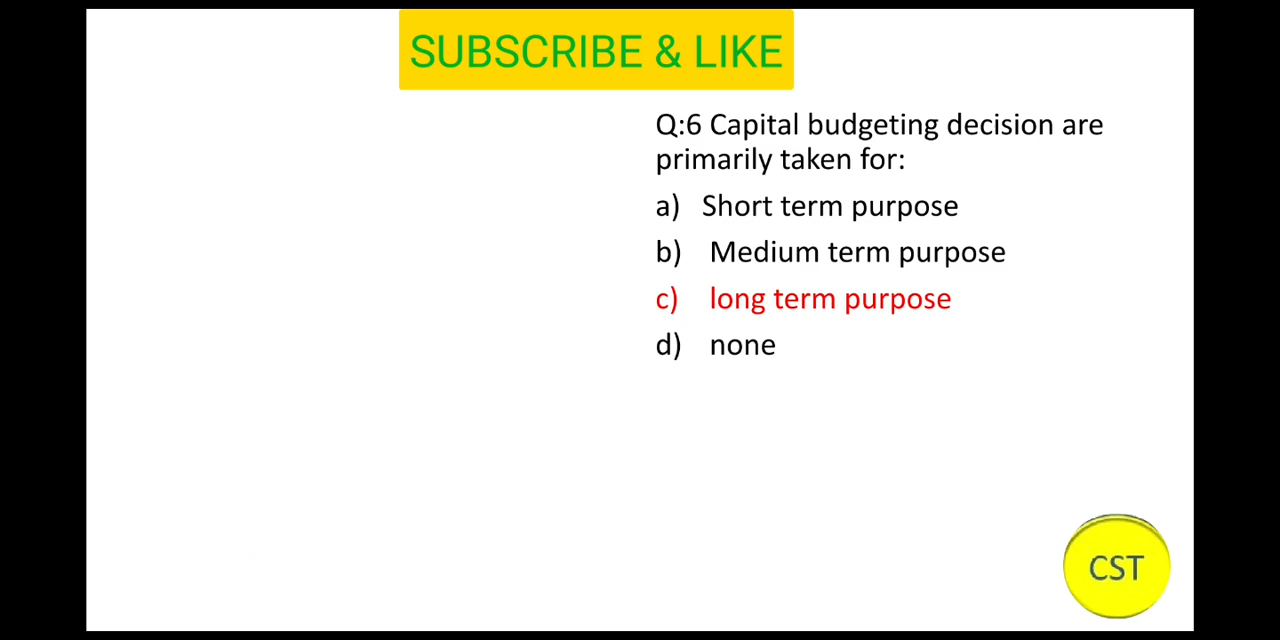 SUBSCRIBE & LIKE
Q:6 Capital budgeting decision are
primarily taken for:
a) Short term purpose
b) Medium term purpose
c) long term purpose
d) none
CST